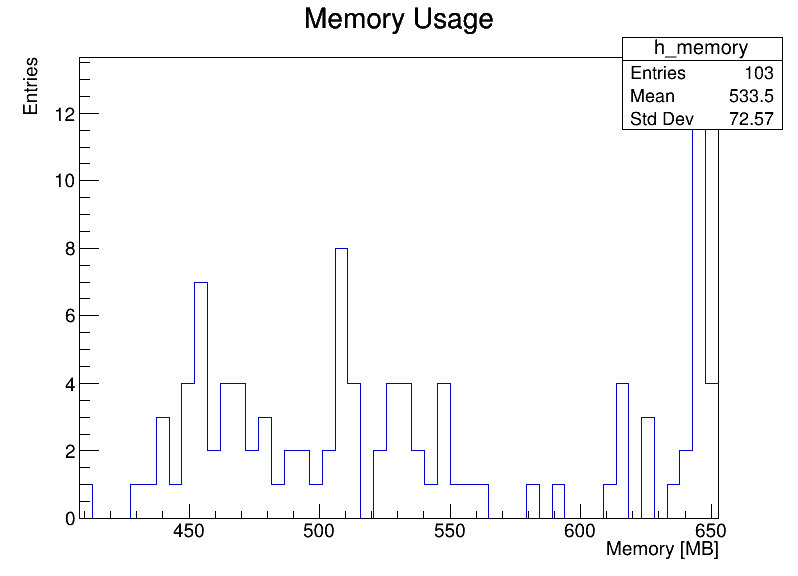 Memory Usage
h_memory
Entries 103
Mean 533.5
Std Dev 72.57
Entries
12
10
8
6
4
2
0
450 500 550 600 650
Memory [MB]